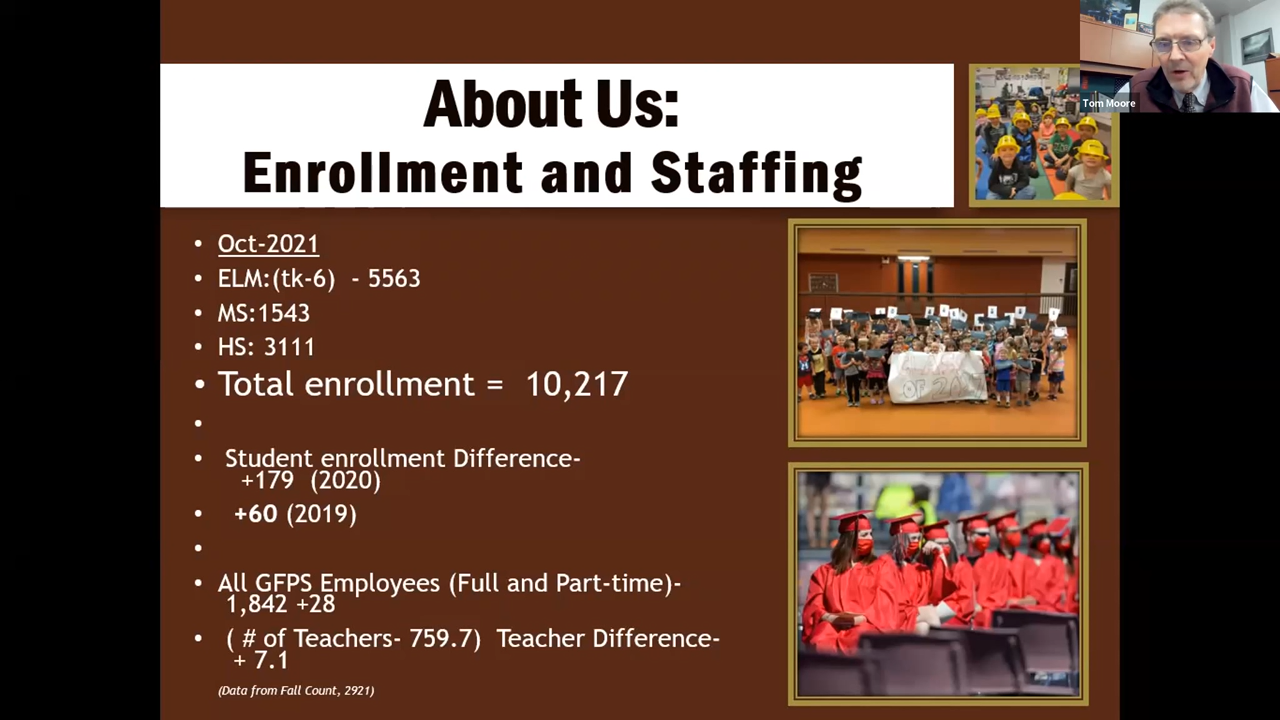 About Us:
Enrollment and Staffing
Tom Moore
• Oct-2021
• ELM:(tk-6) - 5563
• MS:1543
• HS: 3111
• Total enrollment = 10,217
•
• Student enrollment Difference-
+179 (2020)
• +60 (2019)
•
• All GFPS Employees (Full and Part-time)-
1,842 +28
• ( # of Teachers- 759.7) Teacher Difference-
+ 7.1
(Data from Fall Count, 2921)